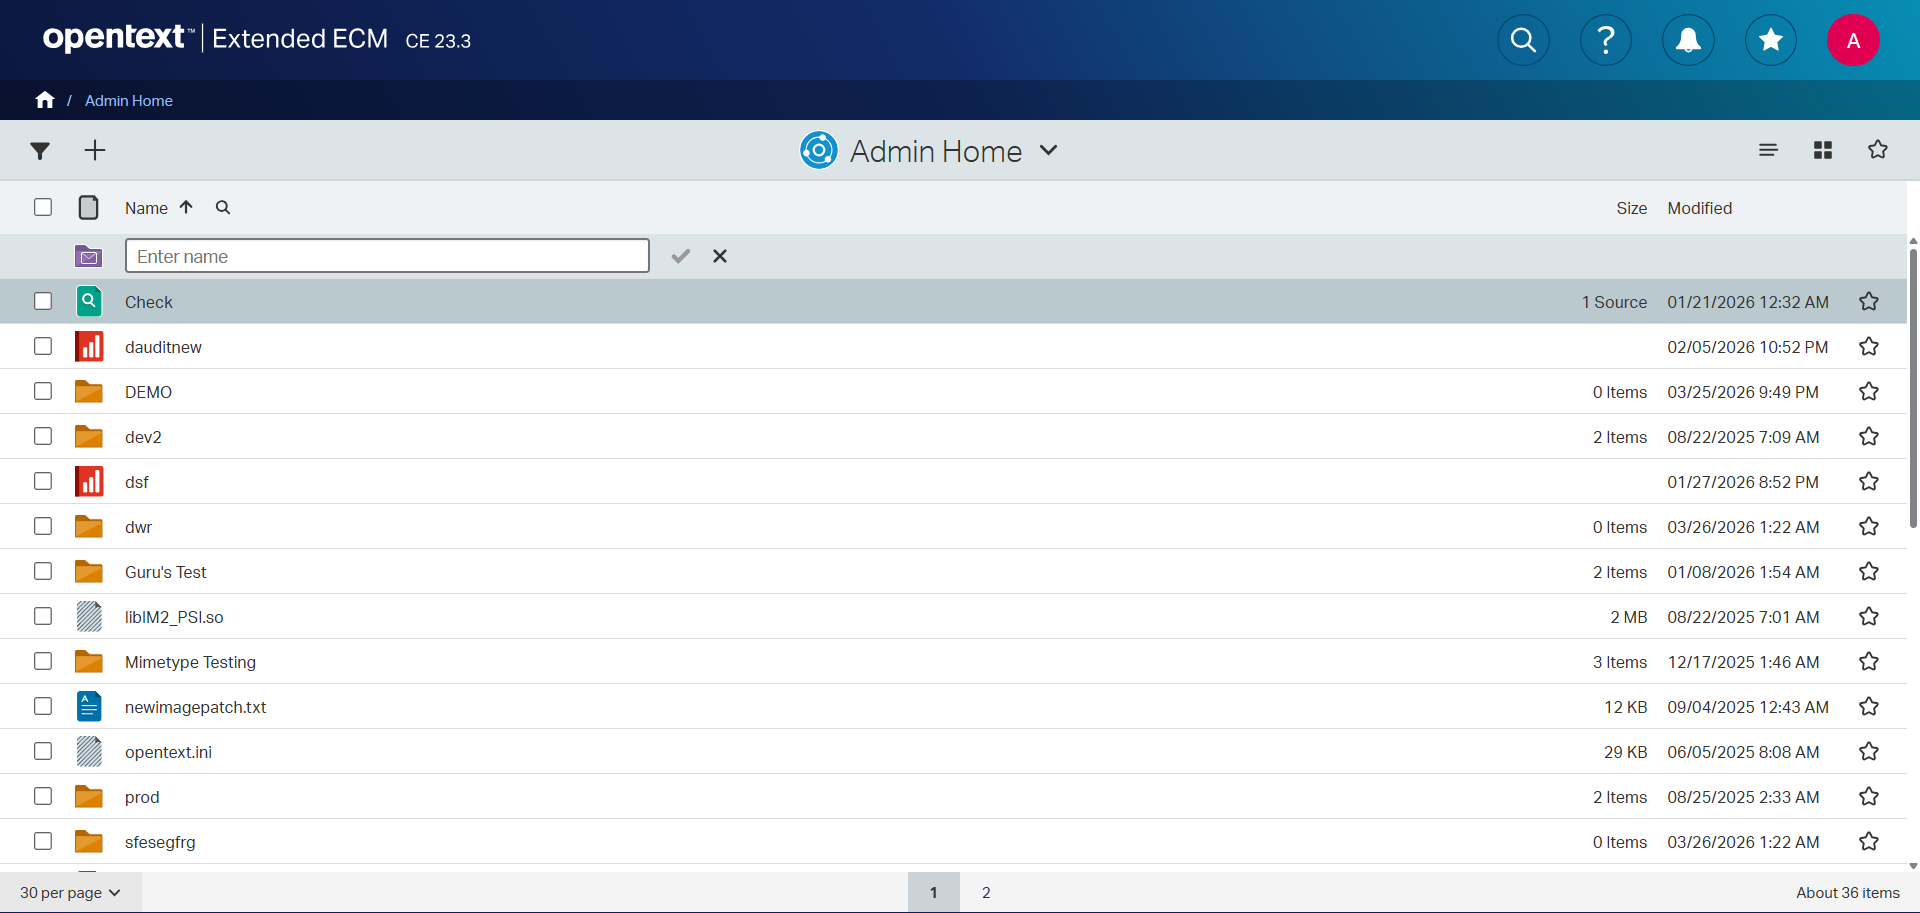 opentext™ | Extended ECM CE 23.3
A
/ Admin Home
Admin Home
Name Size Modified
Enter name
Check 1 Source 01/21/2026 12:32 AM
dauditnew 02/05/2026 10:52 PM
DEMO 0 Items 03/25/2026 9:49 PM
dev2 2 Items 08/22/2025 7:09 AM
dsf 01/27/2026 8:52 PM
dwr 0 Items 03/26/2026 1:22 AM
Guru's Test 2 Items 01/08/2026 1:54 AM
libIM2_PSI.so 2 MB 08/22/2025 7:01 AM
Mimetype Testing 3 Items 12/17/2025 1:46 AM
newimagepatch.txt 12 KB 09/04/2025 12:43 AM
opentext.ini 29 KB 06/05/2025 8:08 AM
prod 2 Items 08/25/2025 2:33 AM
sfesegfrg 0 Items 03/26/2026 1:22 AM
30 per page 1 2 About 36 items